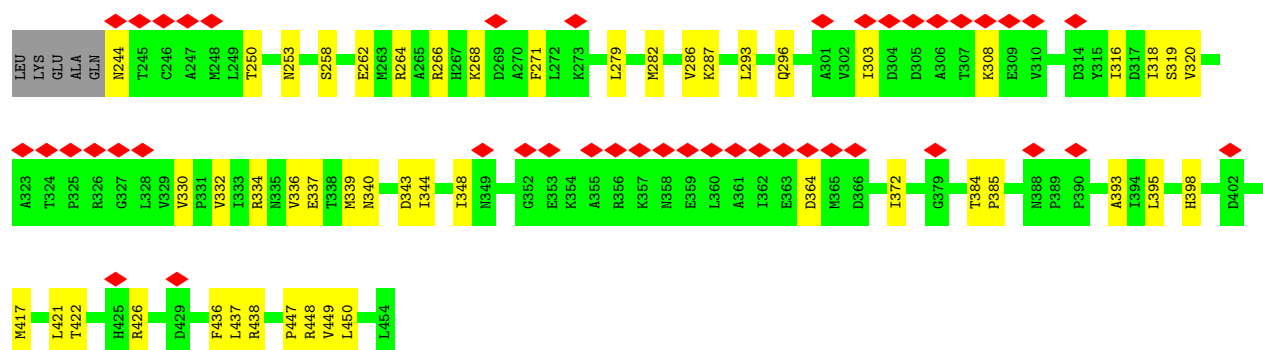 LEU LYS GLU ALA GLN N244 T245 C246 A247 M248 L249 T250 N253 S258 E262 M263 R264 A265 R266 H267 K268 D269 A270 F271 L272 K273 L279 M282 V286 K287 L293 Q296 A301 V302 I303 D304 D305 A306 T307 K308 E309 V310 D314 Y315 I316 D317 I318 S319 V320
A323 T324 P325 R326 G327 L328 V329 V330 P331 V332 I333 R334 N335 V336 E337 T338 M339 N340 D343 I344 I348 N349 G352 E353 K354 A355 R356 K357 N358 E359 L360 A361 I362 E363 D364 M365 D366 I372 G379 T384 P385 N388 P389 P390 A393 I394 L395 H398 D402
M417 L421 T422 H425 R426 D429 F436 L437 R438 P447 R448 V449 L450 L454